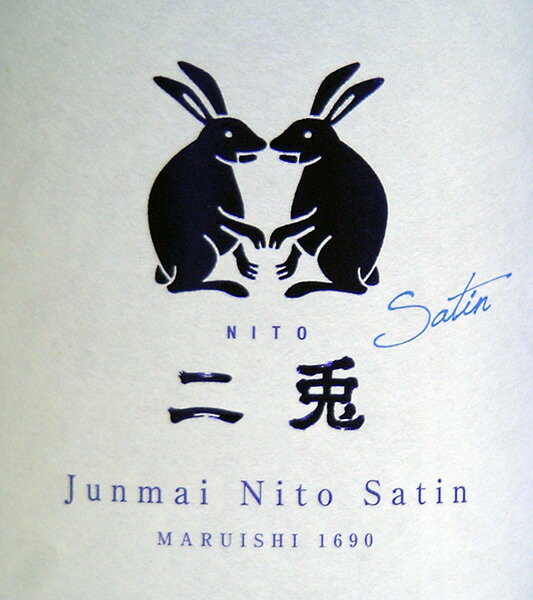 NITO
Satin
二兎
Junmai Nito Satin
MARUISHI 1690